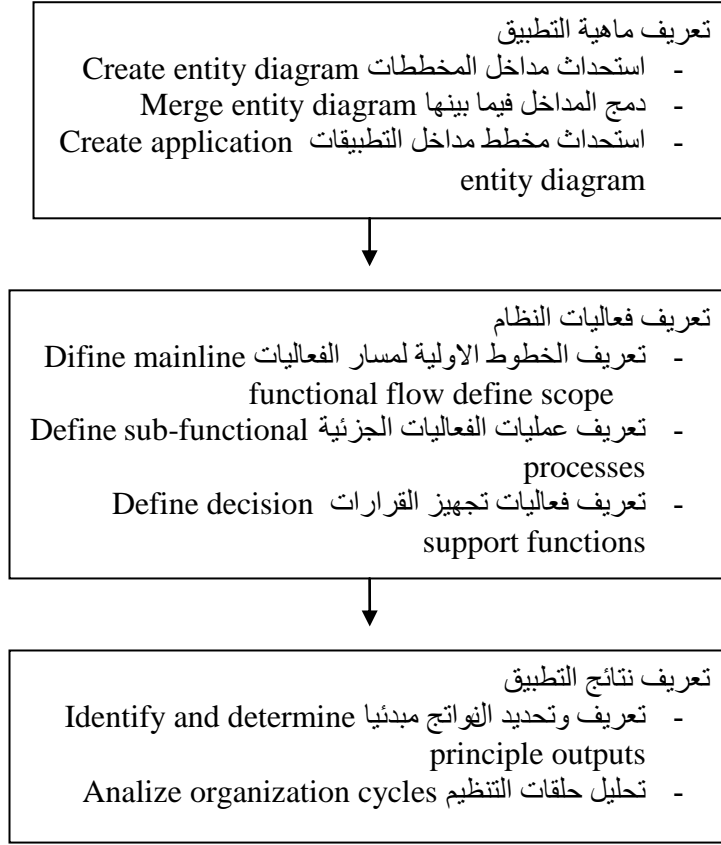 تعريف ماهية التطبيق
- استحداث مداخل المخططات Create entity diagram
- دمج المداخل فيما بينها Merge entity diagram
- استحداث مخطط مداخل التطبيقات Create application
entity diagram
تعريف فعاليات النظام
- تعريف الخطوط الاولية لمسار الفعاليات Difine mainline
functional flow define scope
- تعريف عمليات الفعاليات الجزئية Define sub-functional
processes
- تعريف فعاليات تجهيز القرارات Define decision
support functions
تعريف نتائج التطبيق
- تعريف وتحديد النواتج مبدئيا Identify and determine
principle outputs
- تحليل حلقات التنظيم Analize organization cycles